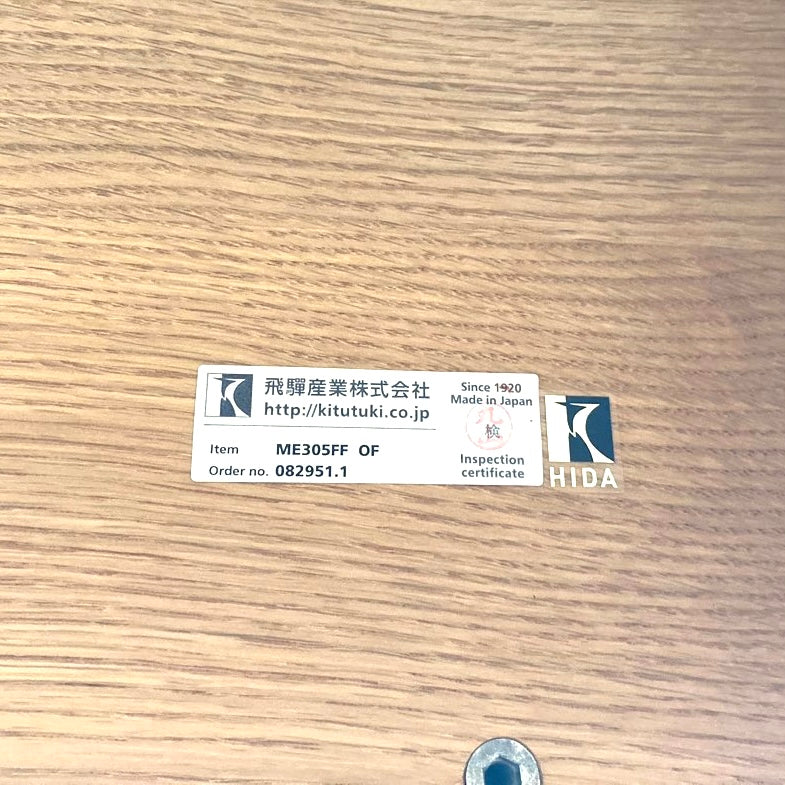 飛騨産業株式会社
http://kitutuki.co.jp
Item ME305FF OF
Order no. 082951.1
Since 1920
Made in Japan
検
Inspection
certificate
HIDA